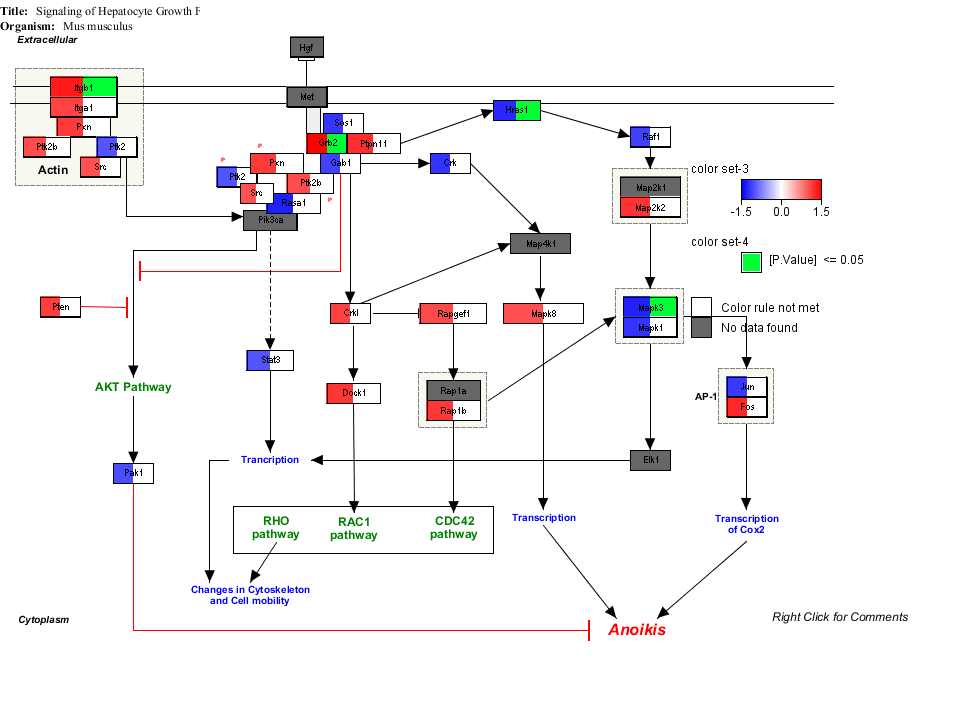 Title: Signaling of Hepatocyte Growth F
Organism: Mus musculus
Extracellular
Hgf
Met
Itgb1
Itga1
Pxn
Ptk2b
Ptk2
Src
Actin
Sos1
Grb2
Ptpn11
Hras1
Raf1
P
P
Pxn
Gab1
Crk
Ptk2
Ptk2b
Src
Rasa1
P
Pik3ca
color set-3
-1.5 0.0 1.5
Map2k1
Map2k2
color set-4
[P.Value] <= 0.05
Map4k1
Pten
Crkl
Rapgef1
Mapk8
Mapk3
Mapk1
Color rule not met
No data found
Stat3
AKT Pathway
Dock1
Rap1a
Rap1b
AP-1
Jun
Fos
Pak1
Trancription
Elk1
RHO
pathway
RAC1
pathway
CDC42
pathway
Transcription
Transcription
of Cox2
Changes in Cytoskeleton
and Cell mobility
Cytoplasm
Anoikis
Right Click for Comments